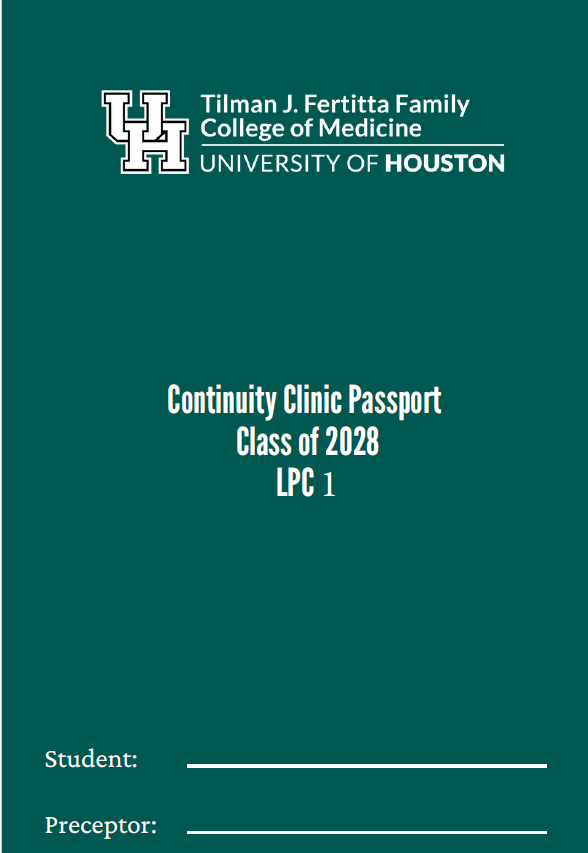 UH
Tilman J. Fertitta Family
College of Medicine
UNIVERSITY OF HOUSTON
Continuity Clinic Passport
Class of 2028
LPC 1
Student:
Preceptor: